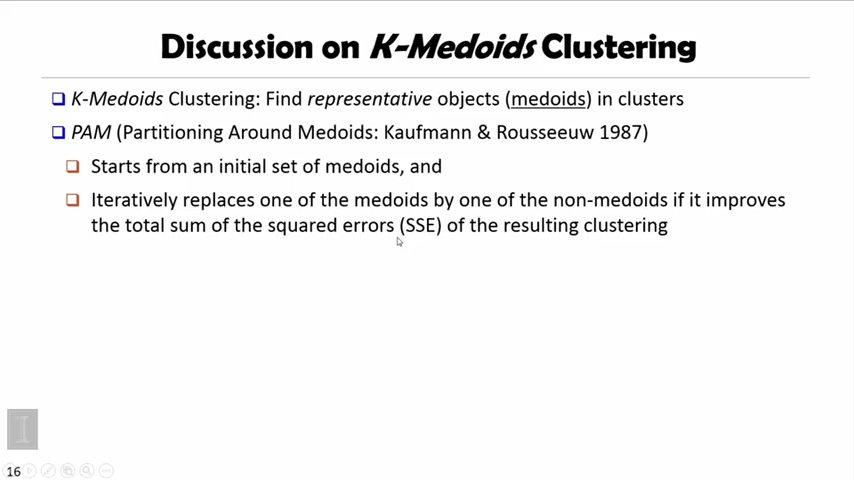 Discussion on K-Medoids Clustering
K-Medoids Clustering: Find representative objects (medoids) in clusters
PAM (Partitioning Around Medoids: Kaufmann & Rousseeuw 1987)
Starts from an initial set of medoids, and
Iteratively replaces one of the medoids by one of the non-medoids if it improves
the total sum of the squared errors (SSE) of the resulting clustering
I
16